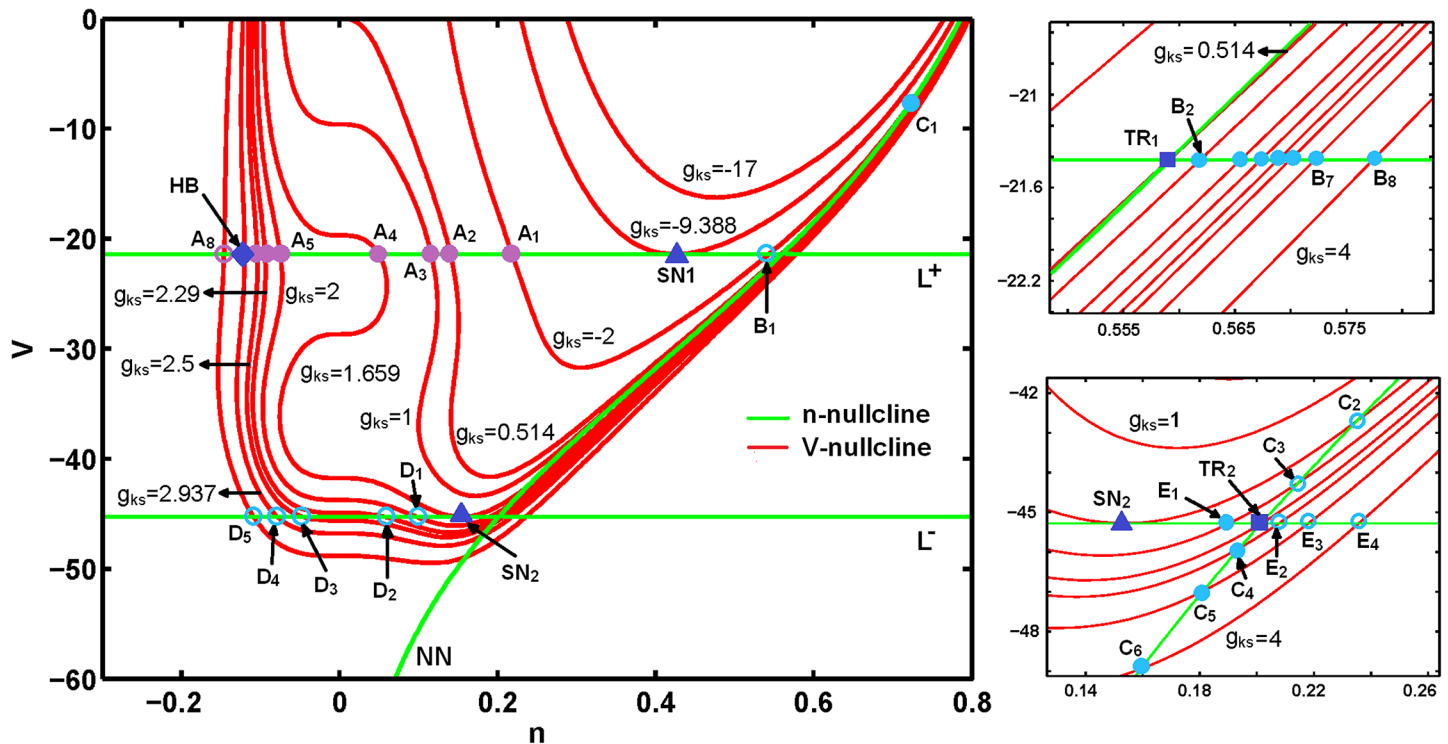 0
−10
−20
−30
−40
−50
−60
V
−0.2
0
0.2
0.4
0.6
0.8
n
C1
gks=-17
gks=-9.388
HB
A8
A5
A4
A3
A2
A1
SN1
B1
L+
gks=2.29
gks=2
gks=-2
gks=2.5
gks=1.659
gks=1
gks=0.514
n-nullcline
V-nullcline
gks=2.937
D1
D5
D4
D3
D2
SN2
L-
NN
gks=0.514
−21
−21.6
−22.2
B2
TR1
B7
B8
gks=4
0.555
0.565
0.575
−42
−45
−48
gks=1
C2
C3
TR2
E1
SN2
E2
E3
E4
C4
C5
C6
gks=4
0.14
0.18
0.22
0.26